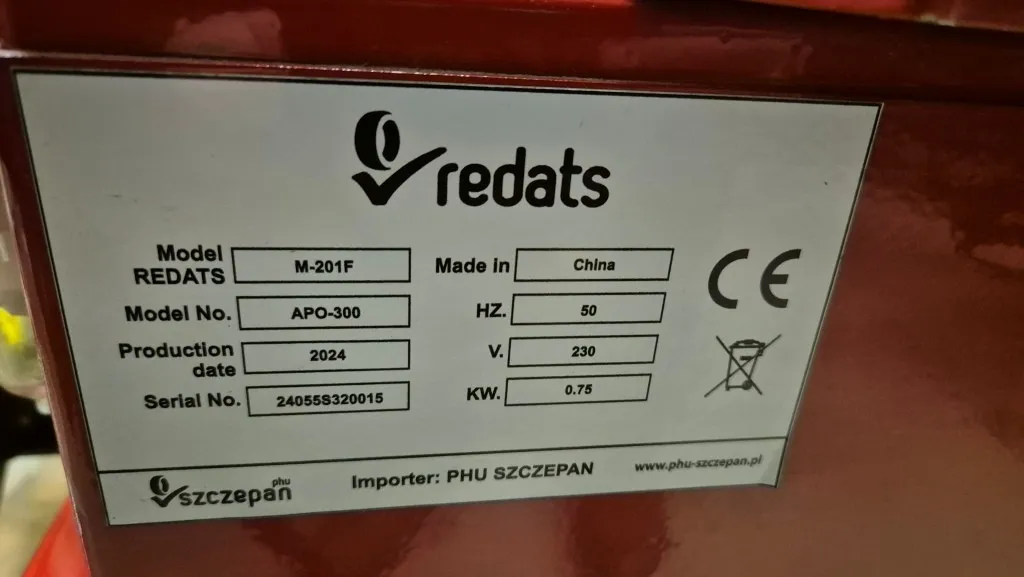 redats
Model REDATS M-201F
Model No. APO-300
Production date 2024
Serial No. 24055S320015
Made in China
HZ. 50
V. 230
KW. 0.75
CE
phu szczepan
Importer: PHU SZCZEPAN
www.phu-szczepan.pl